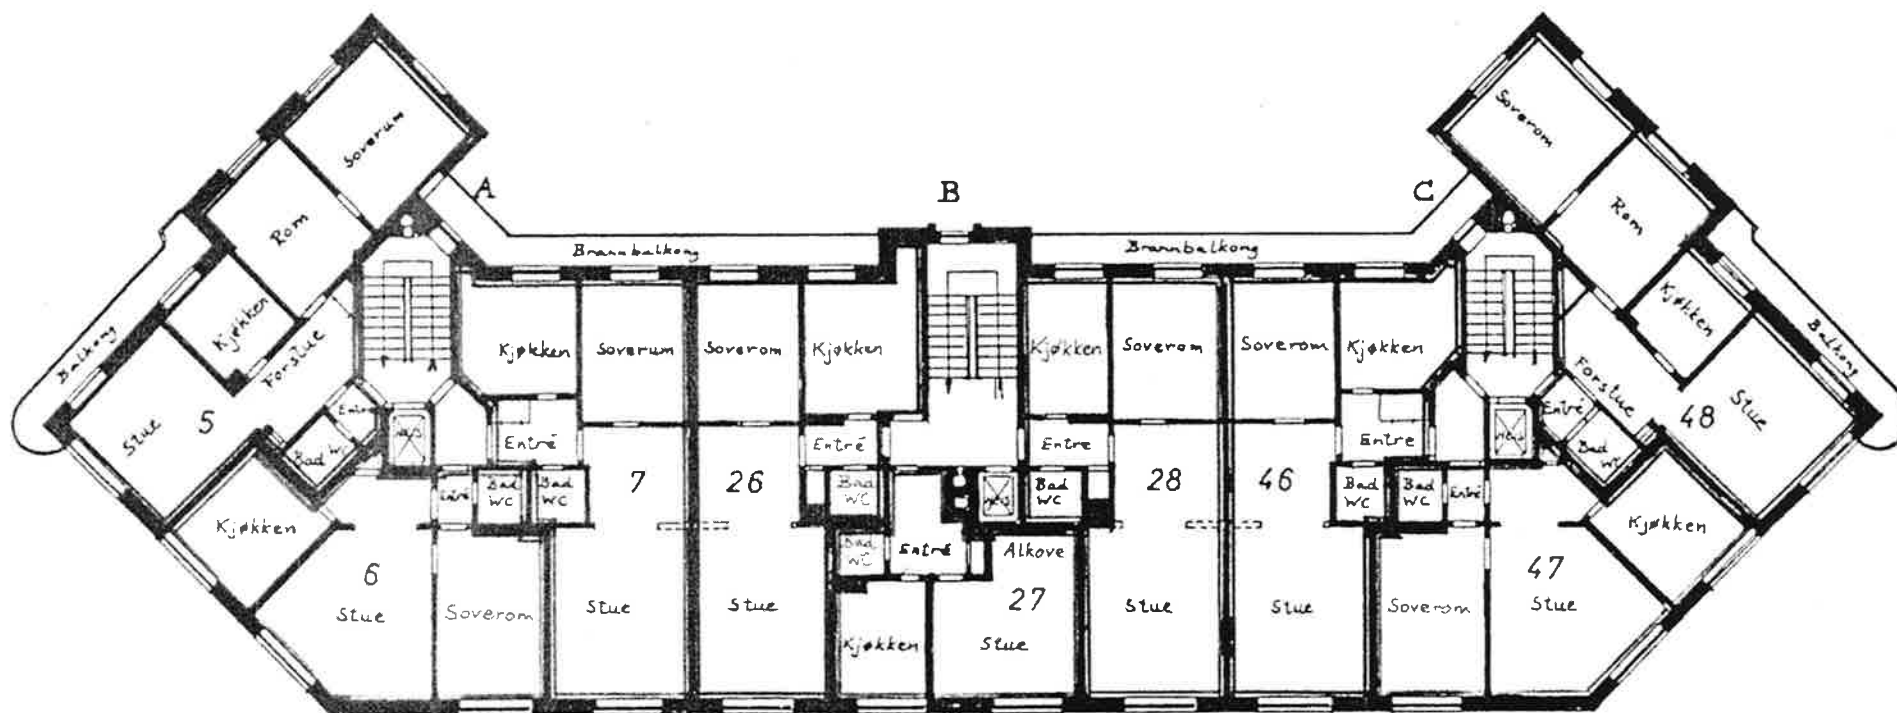 A
B
C
Soverum
Soverom
Rom
Rom
Brannbalkong
Brannbalkong
Balkong
Balkong
Kjøkken
Kjøkken
Forstue
Forstue
Kjøkken
Soverum
Soverom
Kjøkken
Kjøkken
Soverom
Soverom
Kjøkken
Stue
5
Entré
Bad
WC
Entré
Entré
Entre
Entre
Entré
Bad
WC
48
Stue
Kjøkken
Entré
Bad
WC
Bad
WC
7
26
Bad
WC
Bad
WC
28
46
Bad
WC
Bad
WC
Entré
Kjøkken
6
Stue
Soverom
Stue
Stue
Bad
WC
Entré
Alkove
27
Kjøkken
Stue
Stue
Stue
Soverom
47
Stue